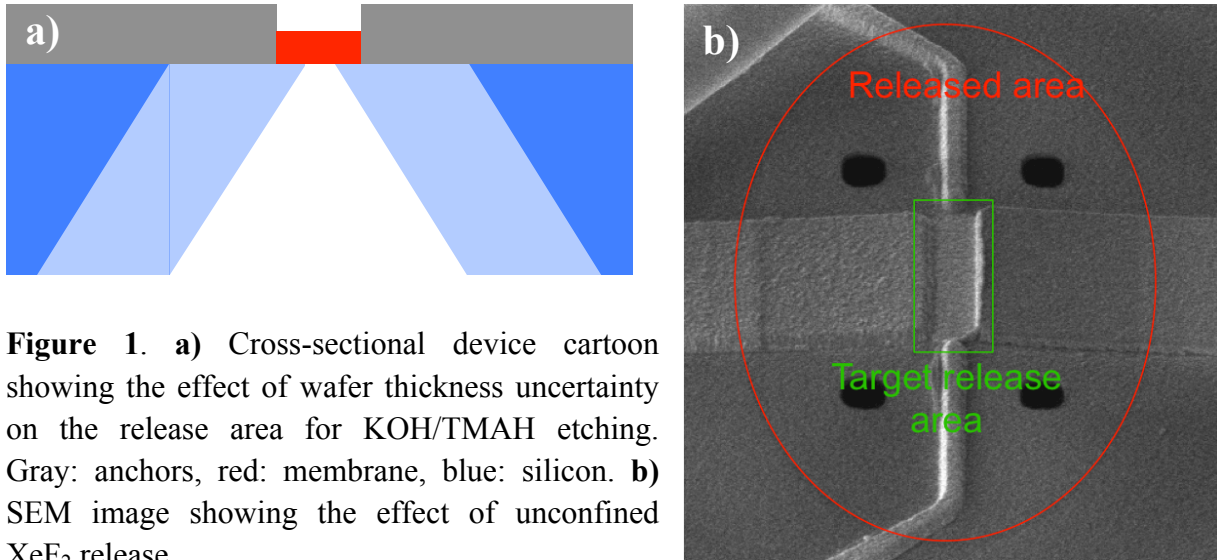 a)
b)
Released area
Target release
area
Figure 1. a) Cross-sectional device cartoon
showing the effect of wafer thickness uncertainty
on the release area for KOH/TMAH etching.
Gray: anchors, red: membrane, blue: silicon. b)
SEM image showing the effect of unconfined
XeF₂ release